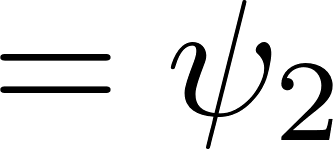 = ψ₂